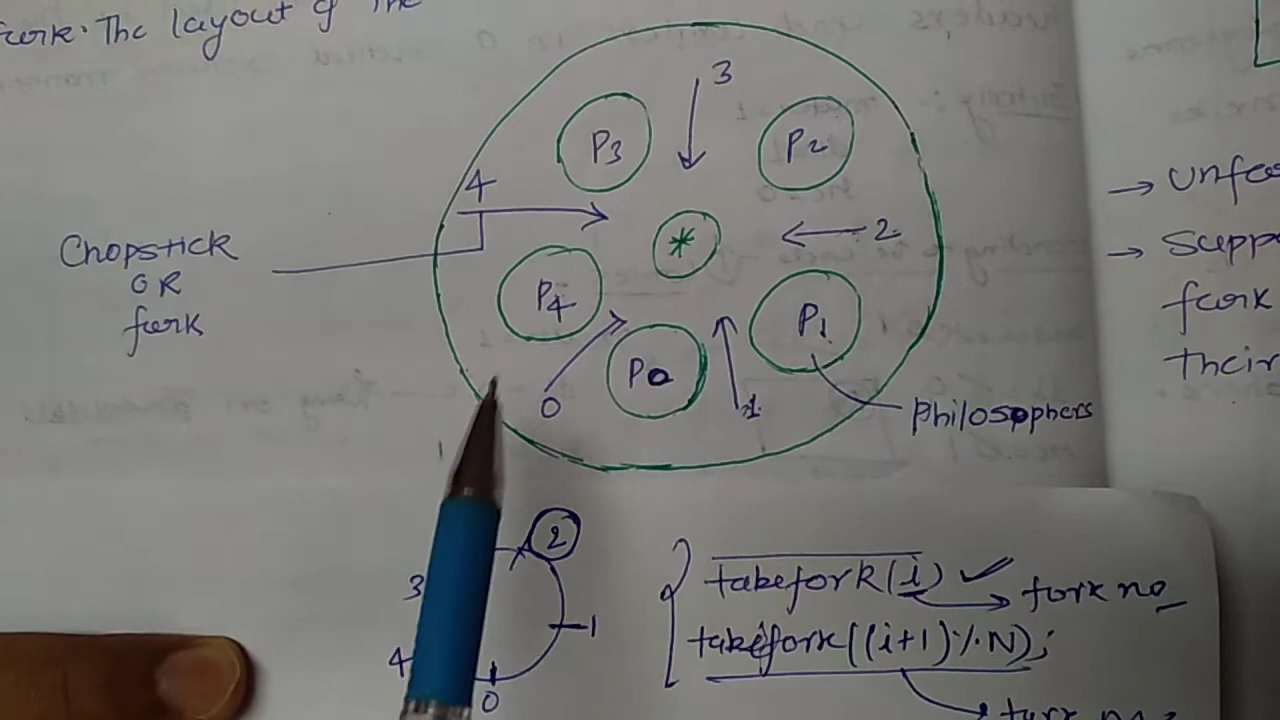 fork. The layout of the
3
P3
P2
4
Chopstick
OR
fork
*
2
P4
P1
P0
0
1
Philosophers
→ unfea
→ Supp
fork
their
2
3
1
4
0
takefork(i) ✓ → fork no
takefork((i+1)%N);